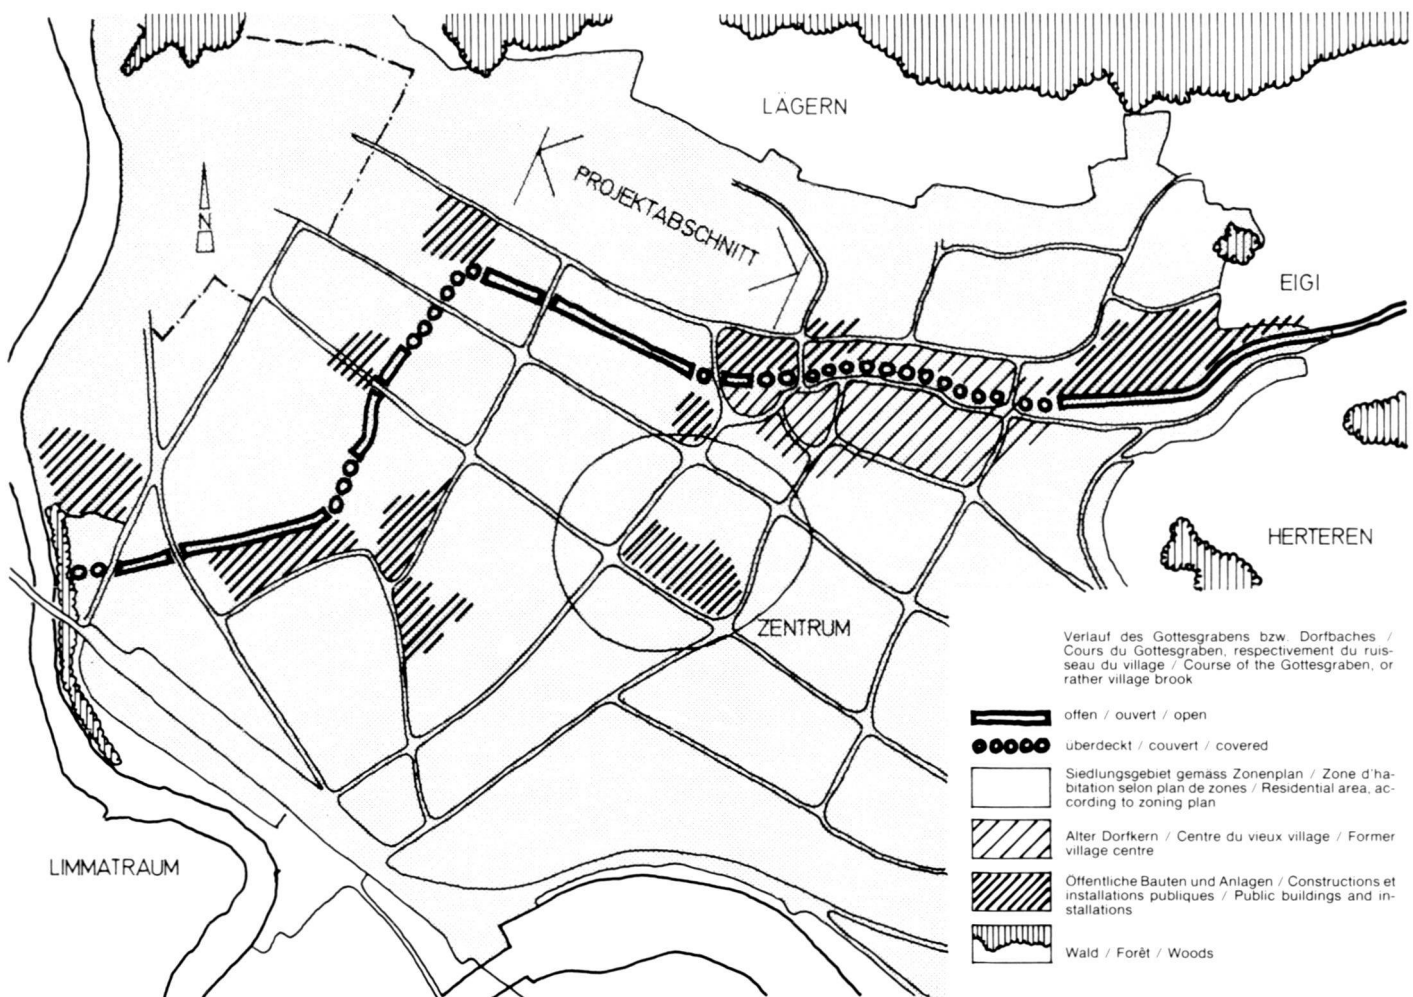 LÄGERN
PROJEKTABSCHNITT
N
EIGI
HERTEREN
ZENTRUM
LIMMATRAUM
Verlauf des Gottesgrabens bzw. Dorfbaches /
Cours du Gottesgraben, respectivement du ruis-
seau du village / Course of the Gottesgraben, or
rather village brook
offen / ouvert / open
überdeckt / couvert / covered
Siedlungsgebiet gemäss Zonenplan / Zone d'ha-
bitation selon plan de zones / Residential area, ac-
cording to zoning plan
Alter Dorfkern / Centre du vieux village / Former
village centre
Öffentliche Bauten und Anlagen / Constructions et
installations publiques / Public buildings and in-
stallations
Wald / Forêt / Woods